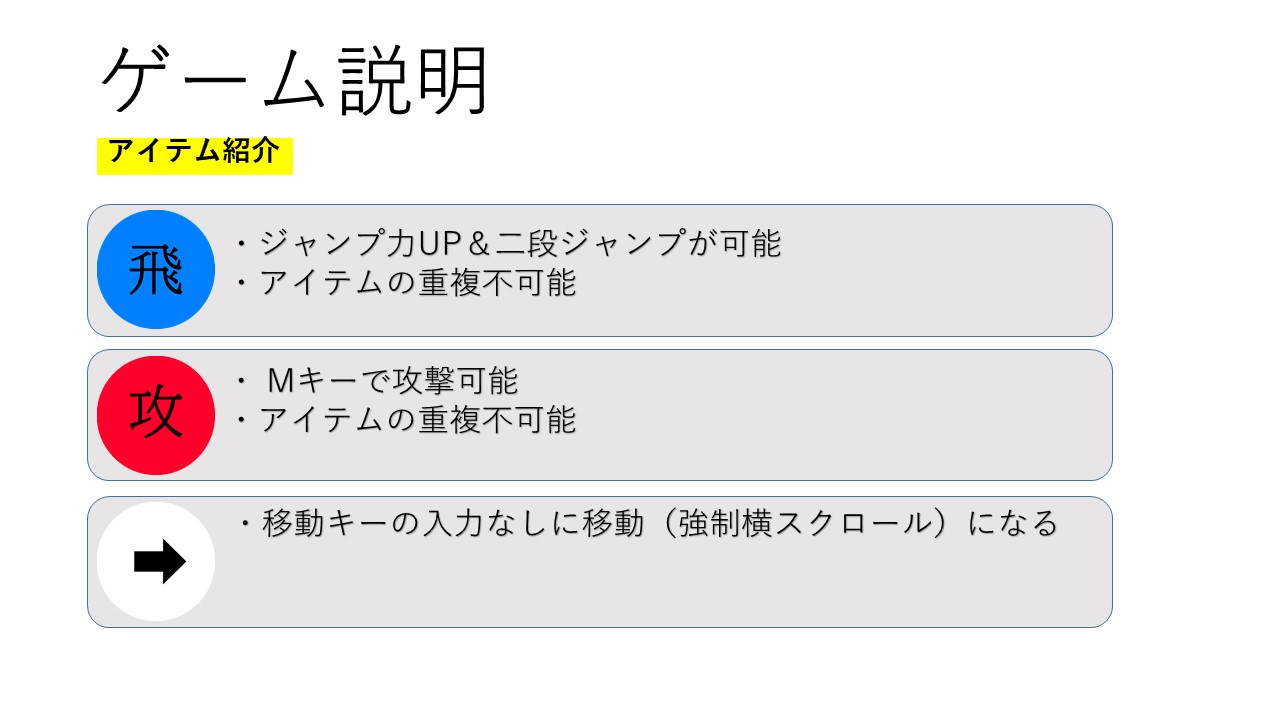 ゲーム説明
アイテム紹介
飛
・ジャンプ力UP＆二段ジャンプが可能
・アイテムの重複不可能
攻
・ Mキーで攻撃可能
・アイテムの重複不可能
・移動キーの入力なしに移動（強制横スクロール）になる